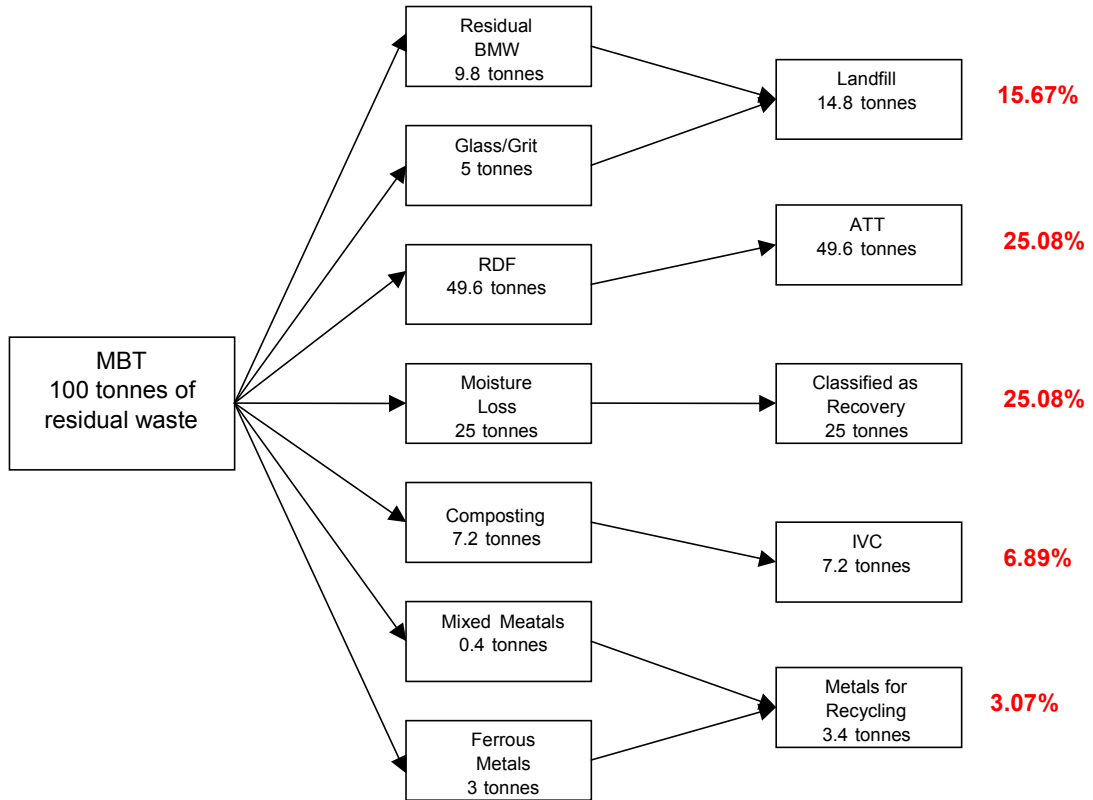 Residual
BMW
9.8 tonnes
Landfill
14.8 tonnes
15.67%
Glass/Grit
5 tonnes
ATT
49.6 tonnes
25.08%
RDF
49.6 tonnes
MBT
100 tonnes of
residual waste
Moisture
Loss
25 tonnes
Classified as
Recovery
25 tonnes
25.08%
Composting
7.2 tonnes
IVC
7.2 tonnes
6.89%
Mixed Meatals
0.4 tonnes
Metals for
Recycling
3.4 tonnes
3.07%
Ferrous
Metals
3 tonnes